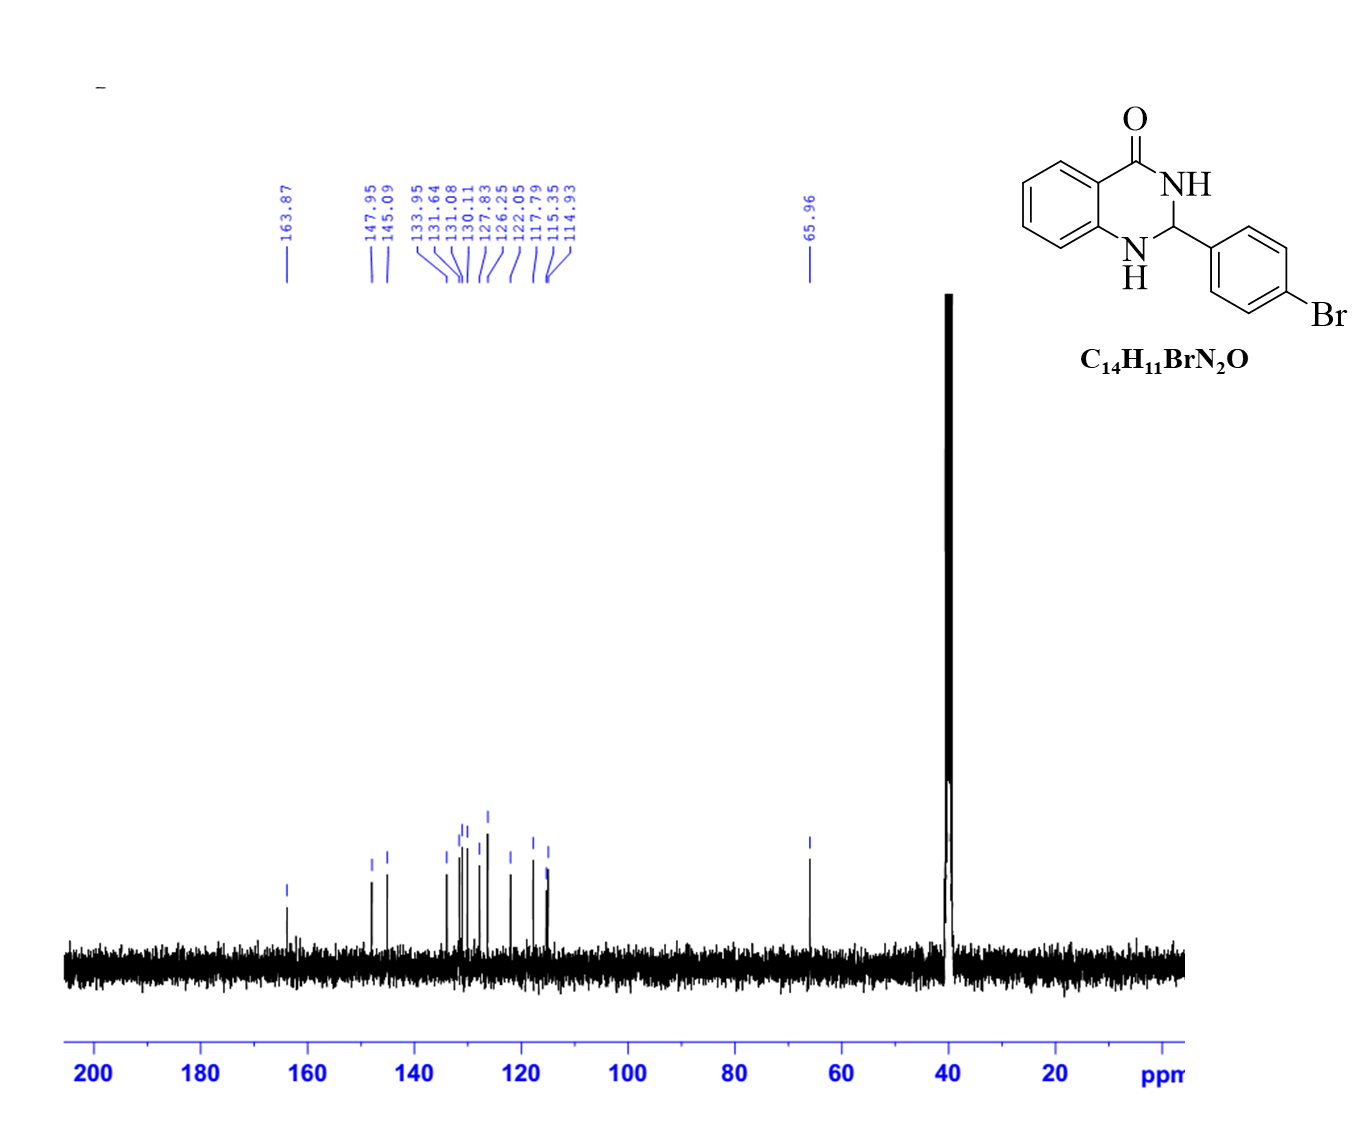 163.87
147.95
145.09
133.95
131.64
131.08
130.11
127.83
126.25
122.05
117.79
115.35
114.93
65.96
O
NH
N
H
Br
C₁₄H₁₁BrN₂O
200 180 160 140 120 100 80 60 40 20 ppm